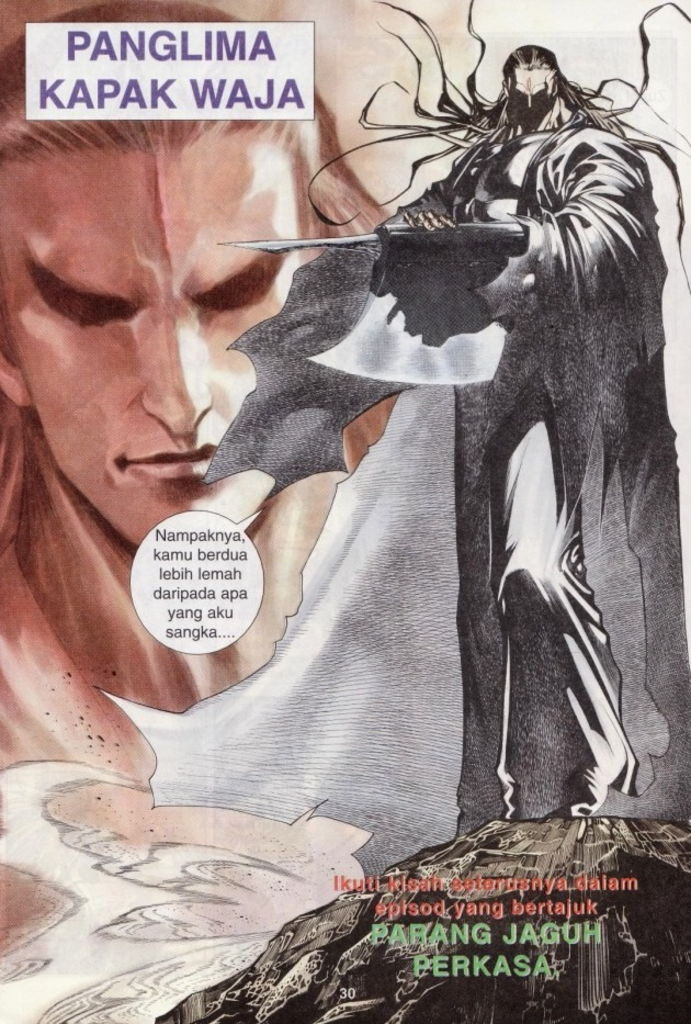 PANGLIMA
KAPAK WAJA
Nampaknya,
kamu berdua
lebih lemah
daripada apa
yang aku
sangka....
Ikuti kisah seterusnya dalam
episod yang bertajuk
PARANG JAGUH
PERKASA.
30